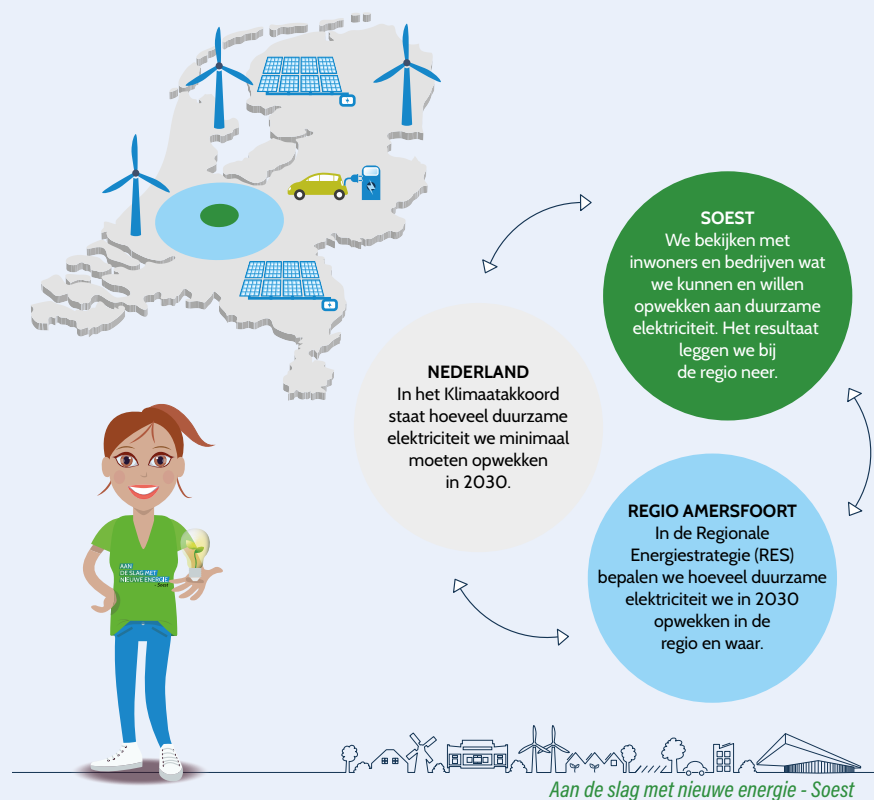 SOEST
We bekijken met
inwoners en bedrijven wat
we kunnen en willen
opwekken aan duurzame
elektriciteit. Het resultaat
leggen we bij
de regio neer.
NEDERLAND
In het Klimaatakkoord
staat hoeveel duurzame
elektriciteit we minimaal
moeten opwekken
in 2030.
REGIO AMERSFOORT
In de Regionale
Energiestrategie (RES)
bepalen we hoeveel duurzame
elektriciteit we in 2030
opwekken in de
regio en waar.
AAN
DE SLAG MET
NIEUWE ENERGIE
- Soest
Aan de slag met nieuwe energie - Soest